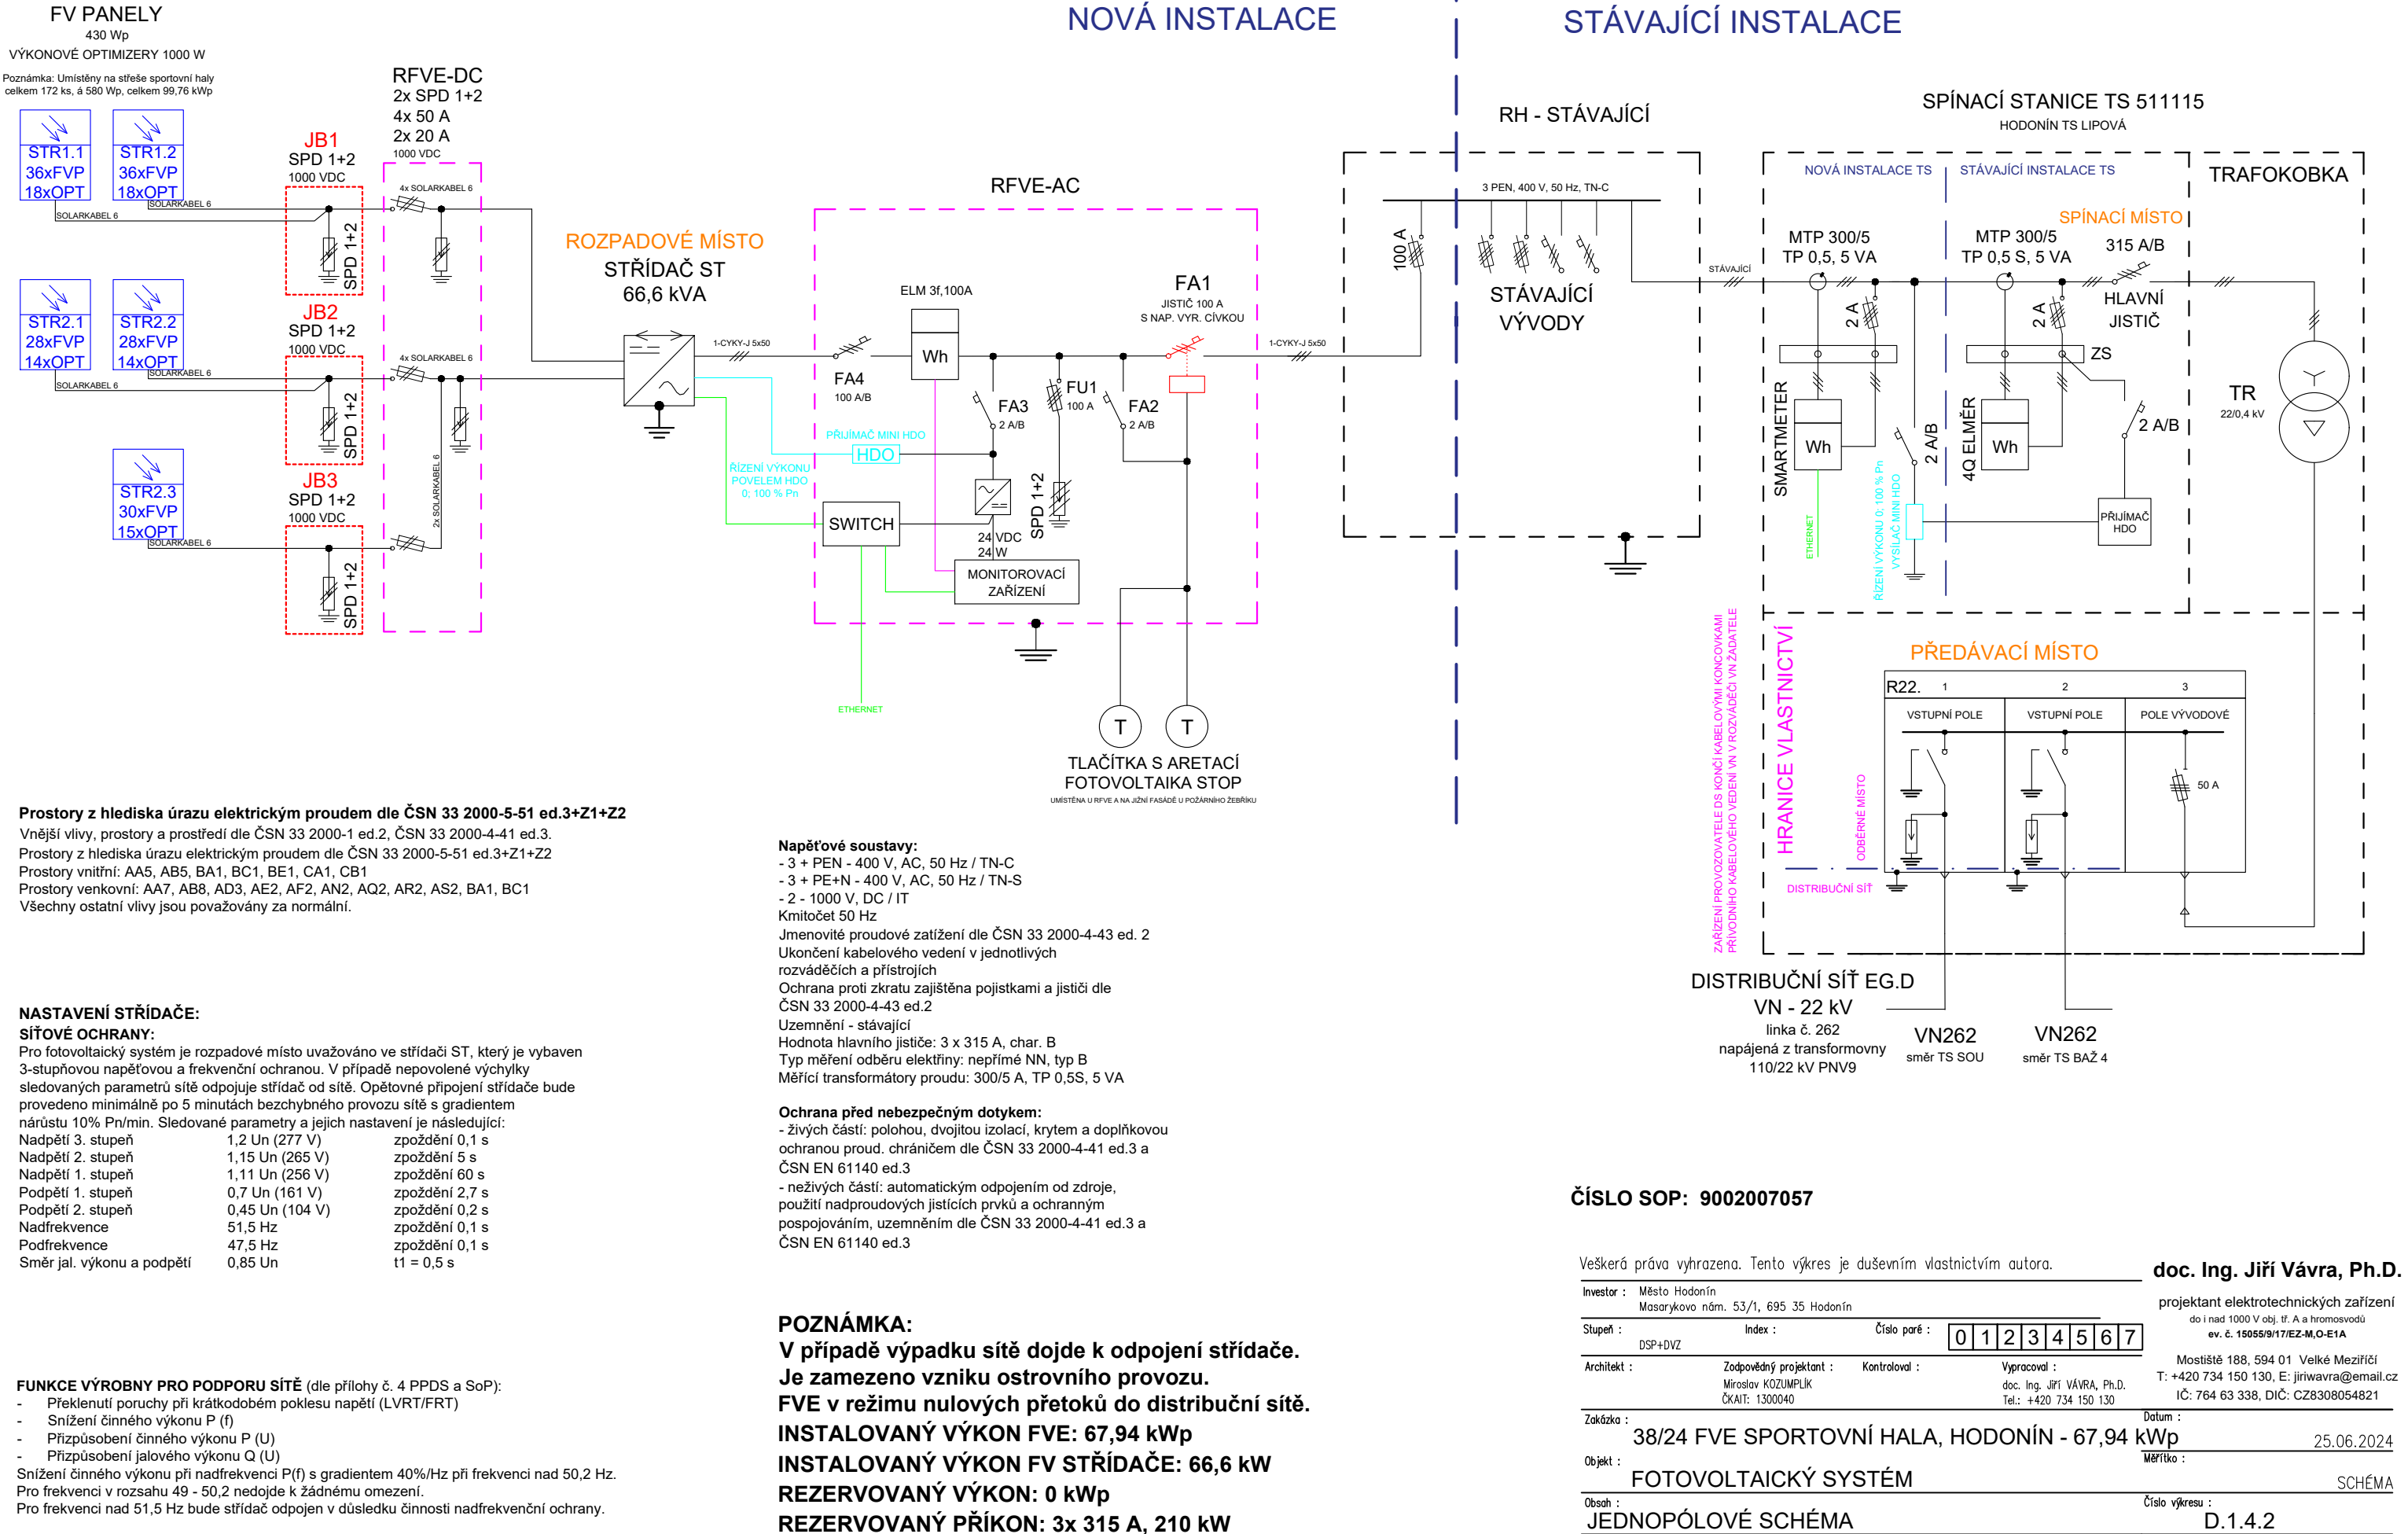 FV PANELY
430 Wp
VÝKONOVÉ OPTIMIZERY 1000 W
Poznámka: Umístěny na střeše sportovní haly
celkem 172 ks, á 580 Wp, celkem 99,76 kWp
NOVÁ INSTALACE
STÁVAJÍCÍ INSTALACE
STR1.1
36xFVP
18xOPT
STR1.2
36xFVP
18xOPT
SOLARKABEL 6
SOLARKABEL 6
STR2.1
28xFVP
14xOPT
STR2.2
28xFVP
14xOPT
SOLARKABEL 6
SOLARKABEL 6
STR2.3
30xFVP
15xOPT
SOLARKABEL 6
JB1
SPD 1+2
1000 VDC
SPD 1+2
JB2
SPD 1+2
1000 VDC
SPD 1+2
JB3
SPD 1+2
1000 VDC
SPD 1+2
RFVE-DC
2x SPD 1+2
4x 50 A
2x 20 A
1000 VDC
4x SOLARKABEL 6
4x SOLARKABEL 6
2x SOLARKABEL 6
ROZPADOVÉ MÍSTO
STŘÍDAČ ST
66,6 kVA
1-CYKY-J 5x50
RFVE-AC
FA4
100 A/B
ELM 3f,100A
Wh
FA3
2 A/B
FU1
100 A
FA2
2 A/B
FA1
JISTIČ 100 A
S NAP. VYR. CÍVKOU
1-CYKY-J 5x50
PŘIJÍMAČ MINI HDO
HDO
ŘÍZENÍ VÝKONU
POVELEM HDO
0; 100 % Pn
SWITCH
24 VDC
24 W
SPD 1+2
MONITOROVACÍ
ZAŘÍZENÍ
ETHERNET
T
T
TLAČÍTKA S ARETACÍ
FOTOVOLTAIKA STOP
UMÍSTĚNA U RFVE A NA JIŽNÍ FASÁDĚ U POŽÁRNÍHO ŽEBŘÍKU
RH - STÁVAJÍCÍ
3 PEN, 400 V, 50 Hz, TN-C
100 A
STÁVAJÍCÍ
VÝVODY
STÁVAJÍCÍ
SPÍNACÍ STANICE TS 511115
HODONÍN TS LIPOVÁ
NOVÁ INSTALACE TS
STÁVAJÍCÍ INSTALACE TS
TRAFOKOBKA
SPÍNACÍ MÍSTO
MTP 300/5
TP 0,5, 5 VA
MTP 300/5
TP 0,5 S, 5 VA
315 A/B
HLAVNÍ
JISTIČ
2 A
2 A
ZS
SMARTMETER
Wh
2 A/B
4Q ELMĚR
Wh
2 A/B
ETHERNET
ŘÍZENÍ VÝKONU 0; 100 % Pn
VYSÍLAČ MINI HDO
PŘIJÍMAČ
HDO
TR
22/0,4 kV
ZAŘÍZENÍ PROVOZOVATELE DS KONČÍ KABELOVÝMI KONCOVKAMI
PŘÍVODNÍHO KABELOVÉHO VEDENÍ VN V ROZVÁDĚČI VN ŽADATELE
HRANICE VLASTNICTVÍ
PŘEDÁVACÍ MÍSTO
R22. 1 2 3
VSTUPNÍ POLE VSTUPNÍ POLE POLE VÝVODOVÉ
50 A
ODBĚRNÉ MÍSTO
DISTRIBUČNÍ SÍŤ
DISTRIBUČNÍ SÍŤ EG.D
VN - 22 kV
linka č. 262
napájená z transformovny
110/22 kV PNV9
VN262
směr TS SOU
VN262
směr TS BAŽ 4
Prostory z hlediska úrazu elektrickým proudem dle ČSN 33 2000-5-51 ed.3+Z1+Z2
Vnější vlivy, prostory a prostředí dle ČSN 33 2000-1 ed.2, ČSN 33 2000-4-41 ed.3.
Prostory z hlediska úrazu elektrickým proudem dle ČSN 33 2000-5-51 ed.3+Z1+Z2
Prostory vnitřní: AA5, AB5, BA1, BC1, BE1, CA1, CB1
Prostory venkovní: AA7, AB8, AD3, AE2, AF2, AN2, AQ2, AR2, AS2, BA1, BC1
Všechny ostatní vlivy jsou považovány za normální.
NASTAVENÍ STŘÍDAČE:
SÍŤOVÉ OCHRANY:
Pro fotovoltaický systém je rozpadové místo uvažováno ve střídači ST, který je vybaven
3-stupňovou napěťovou a frekvenční ochranou. V případě nepovolené výchylky
sledovaných parametrů sítě odpojuje střídač od sítě. Opětovné připojení střídače bude
provedeno minimálně po 5 minutách bezchybného provozu sítě s gradientem
nárůstu 10% Pn/min. Sledované parametry a jejich nastavení je následující:
Nadpětí 3. stupeň 1,2 Un (277 V) zpoždění 0,1 s
Nadpětí 2. stupeň 1,15 Un (265 V) zpoždění 5 s
Nadpětí 1. stupeň 1,11 Un (256 V) zpoždění 60 s
Podpětí 1. stupeň 0,7 Un (161 V) zpoždění 2,7 s
Podpětí 2. stupeň 0,45 Un (104 V) zpoždění 0,2 s
Nadfrekvence 51,5 Hz zpoždění 0,1 s
Podfrekvence 47,5 Hz zpoždění 0,1 s
Směr jal. výkonu a podpětí 0,85 Un t1 = 0,5 s
FUNKCE VÝROBNY PRO PODPORU SÍTĚ (dle přílohy č. 4 PPDS a SoP):
- Překlenutí poruchy při krátkodobém poklesu napětí (LVRT/FRT)
- Snížení činného výkonu P (f)
- Přizpůsobení činného výkonu P (U)
- Přizpůsobení jalového výkonu Q (U)
Snížení činného výkonu při nadfrekvenci P(f) s gradientem 40%/Hz při frekvenci nad 50,2 Hz.
Pro frekvenci v rozsahu 49 - 50,2 nedojde k žádnému omezení.
Pro frekvenci nad 51,5 Hz bude střídač odpojen v důsledku činnosti nadfrekvenční ochrany.
Napěťové soustavy:
- 3 + PEN - 400 V, AC, 50 Hz / TN-C
- 3 + PE+N - 400 V, AC, 50 Hz / TN-S
- 2 - 1000 V, DC / IT
Kmitočet 50 Hz
Jmenovité proudové zatížení dle ČSN 33 2000-4-43 ed. 2
Ukončení kabelového vedení v jednotlivých
rozváděčích a přístrojích
Ochrana proti zkratu zajištěna pojistkami a jističi dle
ČSN 33 2000-4-43 ed.2
Uzemnění - stávající
Hodnota hlavního jističe: 3 x 315 A, char. B
Typ měření odběru elektřiny: nepřímé NN, typ B
Měřící transformátory proudu: 300/5 A, TP 0,5S, 5 VA
Ochrana před nebezpečným dotykem:
- živých částí: polohou, dvojitou izolací, krytem a doplňkovou
ochranou proud. chráničem dle ČSN 33 2000-4-41 ed.3 a
ČSN EN 61140 ed.3
- neživých částí: automatickým odpojením od zdroje,
použití nadproudových jistících prvků a ochranným
pospojováním, uzemněním dle ČSN 33 2000-4-41 ed.3 a
ČSN EN 61140 ed.3
POZNÁMKA:
V případě výpadku sítě dojde k odpojení střídače.
Je zamezeno vzniku ostrovního provozu.
FVE v režimu nulových přetoků do distribuční sítě.
INSTALOVANÝ VÝKON FVE: 67,94 kWp
INSTALOVANÝ VÝKON FV STŘÍDAČE: 66,6 kW
REZERVOVANÝ VÝKON: 0 kWp
REZERVOVANÝ PŘÍKON: 3x 315 A, 210 kW
ČÍSLO SOP: 9002007057
Veškerá práva vyhrazena. Tento výkres je duševním vlastnictvím autora.
Investor : Město Hodonín
Masarykovo nám. 53/1, 695 35 Hodonín
Stupeň : DSP+DVZ Index : Číslo paré : 0 1 2 3 4 5 6 7
Architekt : Zodpovědný projektant : Kontroloval : Vypracoval :
Miroslav KOZUMPLÍK doc. Ing. Jiří VÁVRA, Ph.D.
ČKAIT: 1300040 Tel.: +420 734 150 130
doc. Ing. Jiří Vávra, Ph.D.
projektant elektrotechnických zařízení
do i nad 1000 V obj. tř. A a hromosvodů
ev. č. 15055/9/17/EZ-M,O-E1A
Mostiště 188, 594 01 Velké Meziříčí
T: +420 734 150 130, E: jiriwavra@email.cz
IČ: 764 63 338, DIČ: CZ8308054821
Zakázka :
38/24 FVE SPORTOVNÍ HALA, HODONÍN - 67,94 kWp
Datum :
25.06.2024
Objekt :
FOTOVOLTAICKÝ SYSTÉM
Měřítko :
SCHÉMA
Obsah :
JEDNOPÓLOVÉ SCHÉMA
Číslo výkresu :
D.1.4.2